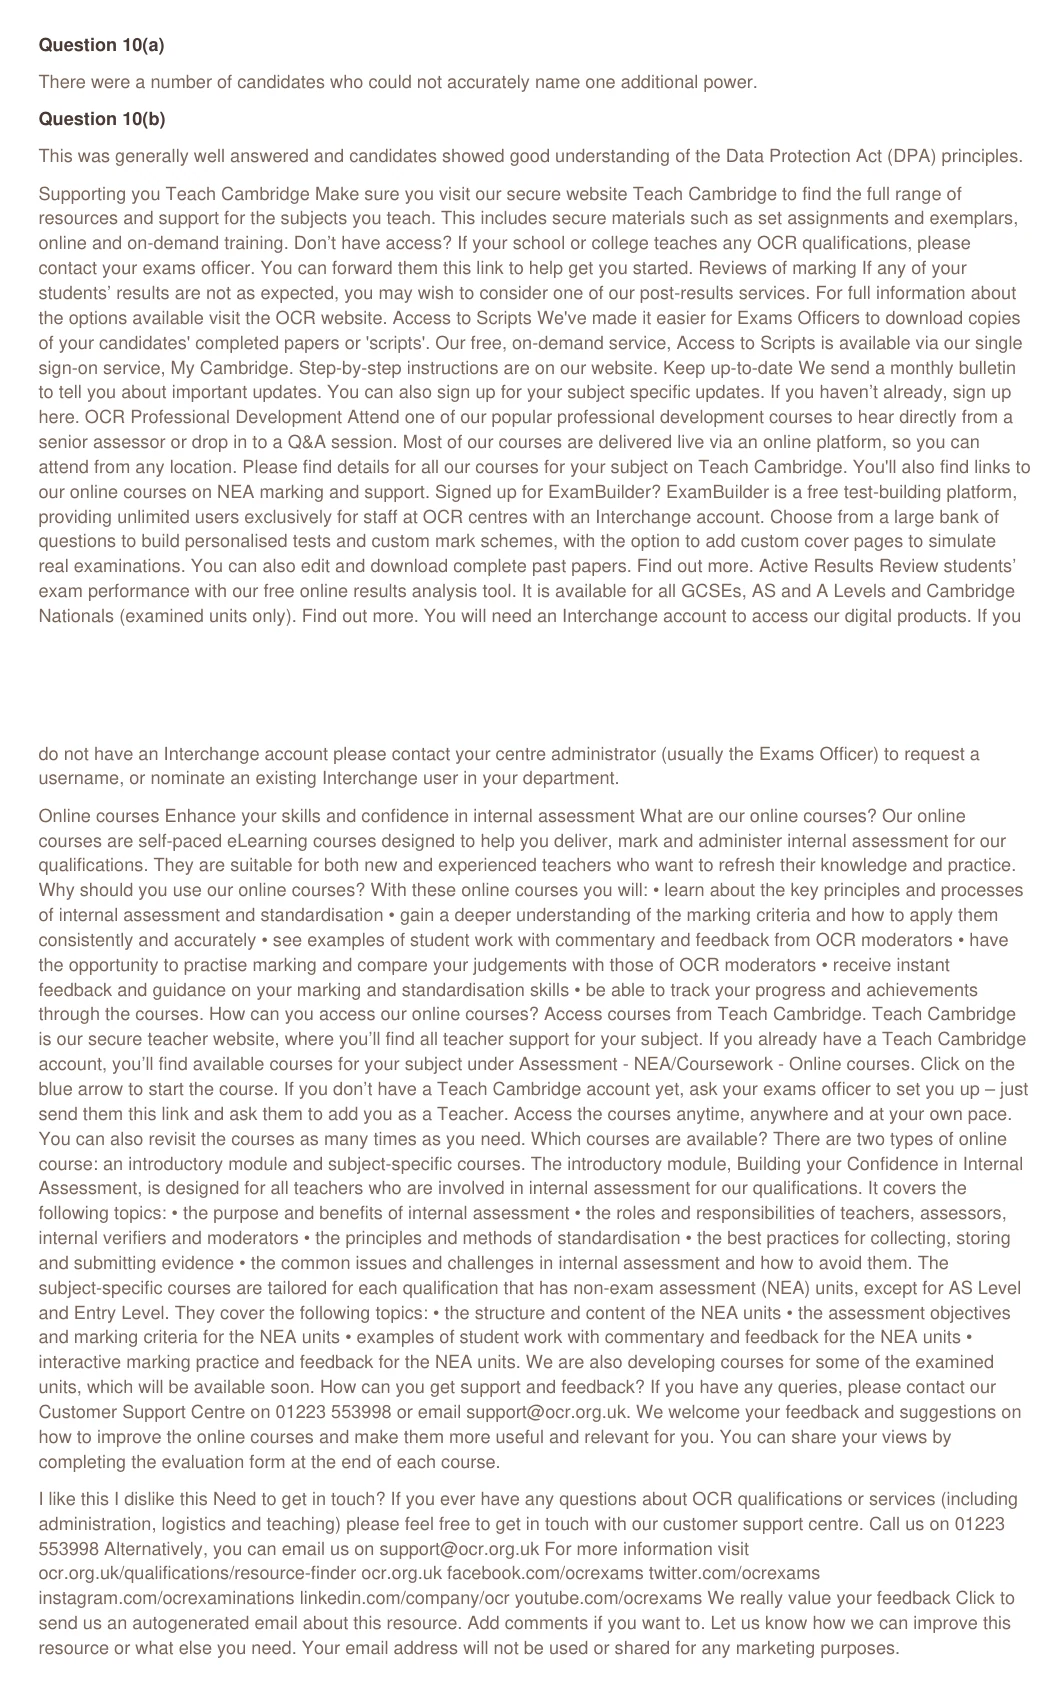 Question 10(a)
There were a number of candidates who could not accurately name one additional power.
Question 10(b)
This was generally well answered and candidates showed good understanding of the Data Protection Act (DPA) principles.
Supporting you Teach Cambridge Make sure you visit our secure website Teach Cambridge to find the full range of
resources and support for the subjects you teach. This includes secure materials such as set assignments and exemplars,
online and on-demand training. Don’t have access? If your school or college teaches any OCR qualifications, please
contact your exams officer. You can forward them this link to help get you started. Reviews of marking If any of your
students’ results are not as expected, you may wish to consider one of our post-results services. For full information about
the options available visit the OCR website. Access to Scripts We've made it easier for Exams Officers to download copies
of your candidates' completed papers or 'scripts'. Our free, on-demand service, Access to Scripts is available via our single
sign-on service, My Cambridge. Step-by-step instructions are on our website. Keep up-to-date We send a monthly bulletin
to tell you about important updates. You can also sign up for your subject specific updates. If you haven’t already, sign up
here. OCR Professional Development Attend one of our popular professional development courses to hear directly from a
senior assessor or drop in to a Q&A session. Most of our courses are delivered live via an online platform, so you can
attend from any location. Please find details for all our courses for your subject on Teach Cambridge. You'll also find links to
our online courses on NEA marking and support. Signed up for ExamBuilder? ExamBuilder is a free test-building platform,
providing unlimited users exclusively for staff at OCR centres with an Interchange account. Choose from a large bank of
questions to build personalised tests and custom mark schemes, with the option to add custom cover pages to simulate
real examinations. You can also edit and download complete past papers. Find out more. Active Results Review students’
exam performance with our free online results analysis tool. It is available for all GCSEs, AS and A Levels and Cambridge
Nationals (examined units only). Find out more. You will need an Interchange account to access our digital products. If you
do not have an Interchange account please contact your centre administrator (usually the Exams Officer) to request a
username, or nominate an existing Interchange user in your department.
Online courses Enhance your skills and confidence in internal assessment What are our online courses? Our online
courses are self-paced eLearning courses designed to help you deliver, mark and administer internal assessment for our
qualifications. They are suitable for both new and experienced teachers who want to refresh their knowledge and practice.
Why should you use our online courses? With these online courses you will: • learn about the key principles and processes
of internal assessment and standardisation • gain a deeper understanding of the marking criteria and how to apply them
consistently and accurately • see examples of student work with commentary and feedback from OCR moderators • have
the opportunity to practise marking and compare your judgements with those of OCR moderators • receive instant
feedback and guidance on your marking and standardisation skills • be able to track your progress and achievements
through the courses. How can you access our online courses? Access courses from Teach Cambridge. Teach Cambridge
is our secure teacher website, where you’ll find all teacher support for your subject. If you already have a Teach Cambridge
account, you’ll find available courses for your subject under Assessment - NEA/Coursework - Online courses. Click on the
blue arrow to start the course. If you don’t have a Teach Cambridge account yet, ask your exams officer to set you up – just
send them this link and ask them to add you as a Teacher. Access the courses anytime, anywhere and at your own pace.
You can also revisit the courses as many times as you need. Which courses are available? There are two types of online
course: an introductory module and subject-specific courses. The introductory module, Building your Confidence in Internal
Assessment, is designed for all teachers who are involved in internal assessment for our qualifications. It covers the
following topics: • the purpose and benefits of internal assessment • the roles and responsibilities of teachers, assessors,
internal verifiers and moderators • the principles and methods of standardisation • the best practices for collecting, storing
and submitting evidence • the common issues and challenges in internal assessment and how to avoid them. The
subject-specific courses are tailored for each qualification that has non-exam assessment (NEA) units, except for AS Level
and Entry Level. They cover the following topics: • the structure and content of the NEA units • the assessment objectives
and marking criteria for the NEA units • examples of student work with commentary and feedback for the NEA units •
interactive marking practice and feedback for the NEA units. We are also developing courses for some of the examined
units, which will be available soon. How can you get support and feedback? If you have any queries, please contact our
Customer Support Centre on 01223 553998 or email support@ocr.org.uk. We welcome your feedback and suggestions on
how to improve the online courses and make them more useful and relevant for you. You can share your views by
completing the evaluation form at the end of each course.
I like this I dislike this Need to get in touch? If you ever have any questions about OCR qualifications or services (including
administration, logistics and teaching) please feel free to get in touch with our customer support centre. Call us on 01223
553998 Alternatively, you can email us on support@ocr.org.uk For more information visit
ocr.org.uk/qualifications/resource-finder ocr.org.uk facebook.com/ocrexams twitter.com/ocrexams
instagram.com/ocrexaminations linkedin.com/company/ocr youtube.com/ocrexams We really value your feedback Click to
send us an autogenerated email about this resource. Add comments if you want to. Let us know how we can improve this
resource or what else you need. Your email address will not be used or shared for any marketing purposes.